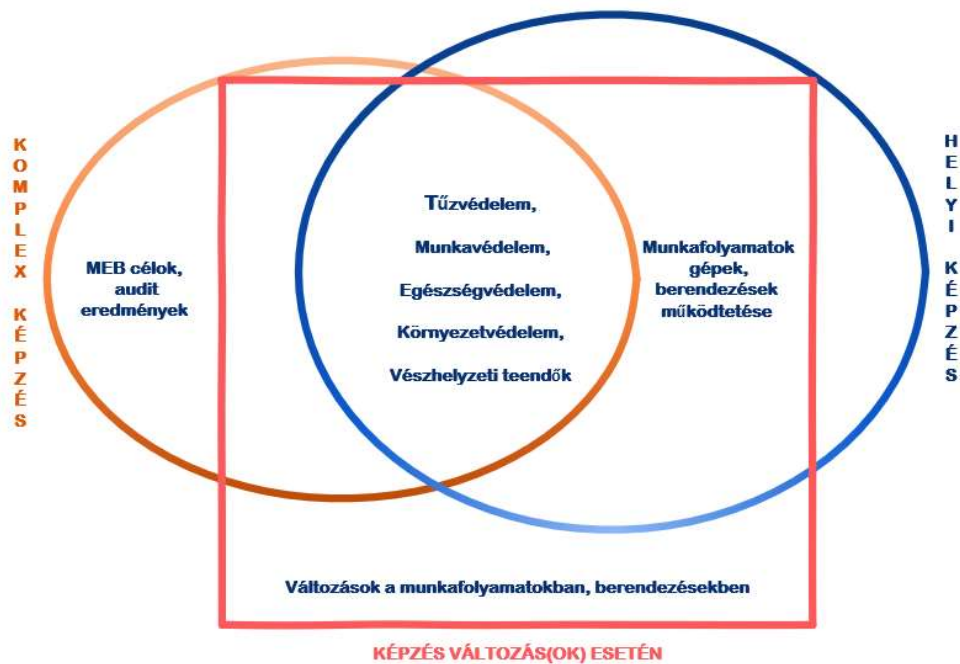 KOMPLEX KÉPZÉS
MEB célok,
audit
eredmények
Tűzvédelem,
Munkavédelem,
Egészségvédelem,
Környezetvédelem,
Vészhelyzeti teendők
Munkafolyamatok
gépek,
berendezések
működtetése
HELYI KÉPZÉS
Változások a munkafolyamatokban, berendezésekben
KÉPZÉS VÁLTOZÁS(OK) ESETÉN